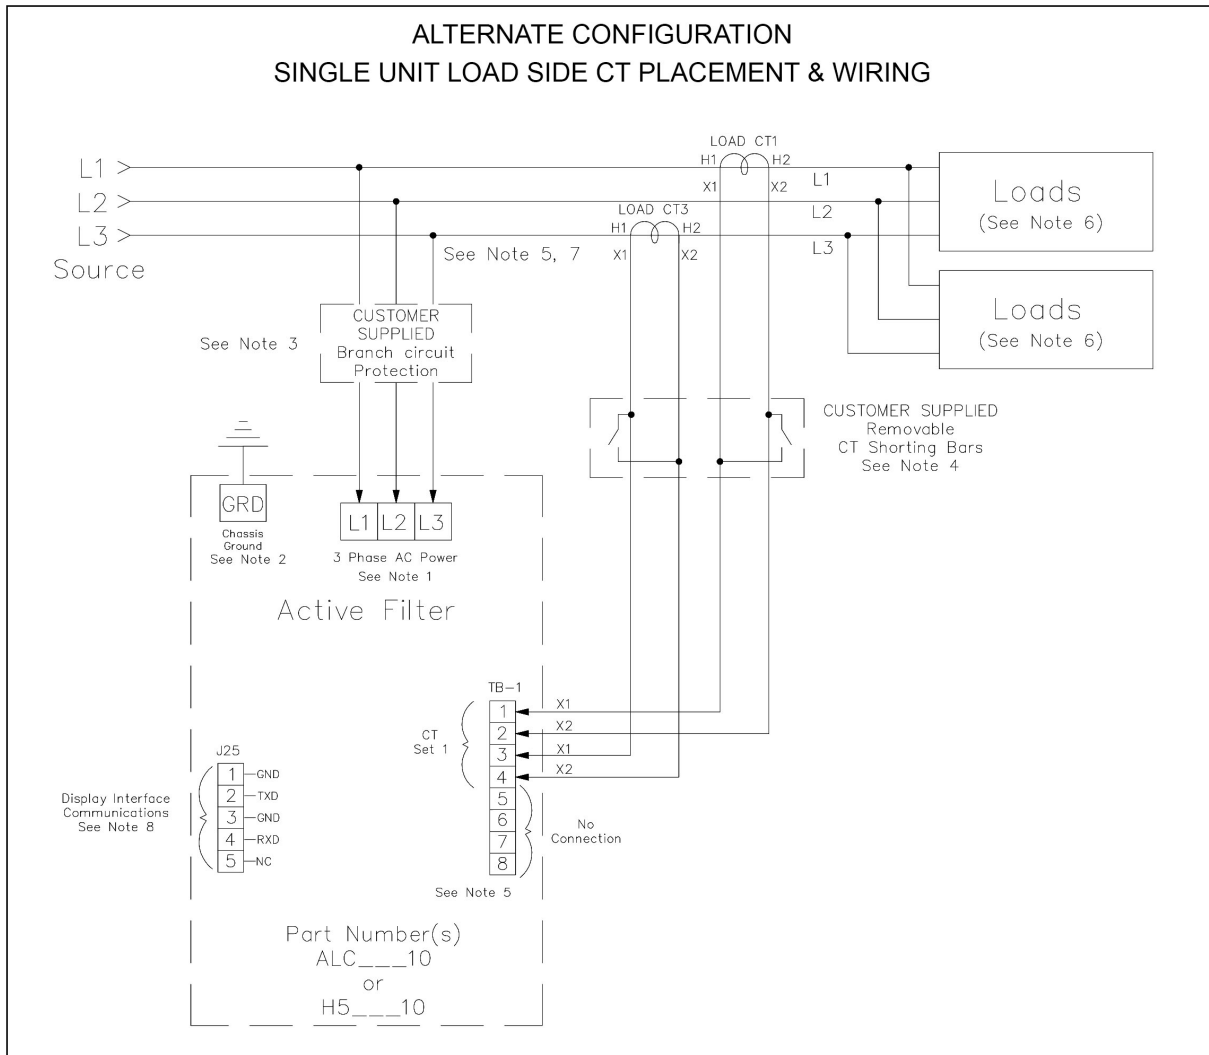 ALTERNATE CONFIGURATION
SINGLE UNIT LOAD SIDE CT PLACEMENT & WIRING
LOAD CT1
H1 H2
X1 X2
L1 >
L2 >
L3 >
Source
L1
L2
L3
LOAD CT3
H1 H2
X1 X2
Loads
(See Note 6)
Loads
(See Note 6)
See Note 5, 7
CUSTOMER
SUPPLIED
Branch circuit
Protection
See Note 3
CUSTOMER SUPPLIED
Removable
CT Shorting Bars
See Note 4
GRD
Chassis
Ground
See Note 2
L1 L2 L3
3 Phase AC Power
See Note 1
Active Filter
TB-1
1 X1
2 X2
3 X1
4 X2
5
6
7
8
CT
Set 1
No
Connection
See Note 5
J25
1 GND
2 TXD
3 GND
4 RXD
5 NC
Display Interface
Communications
See Note 8
Part Number(s)
ALC___10
or
H5___10